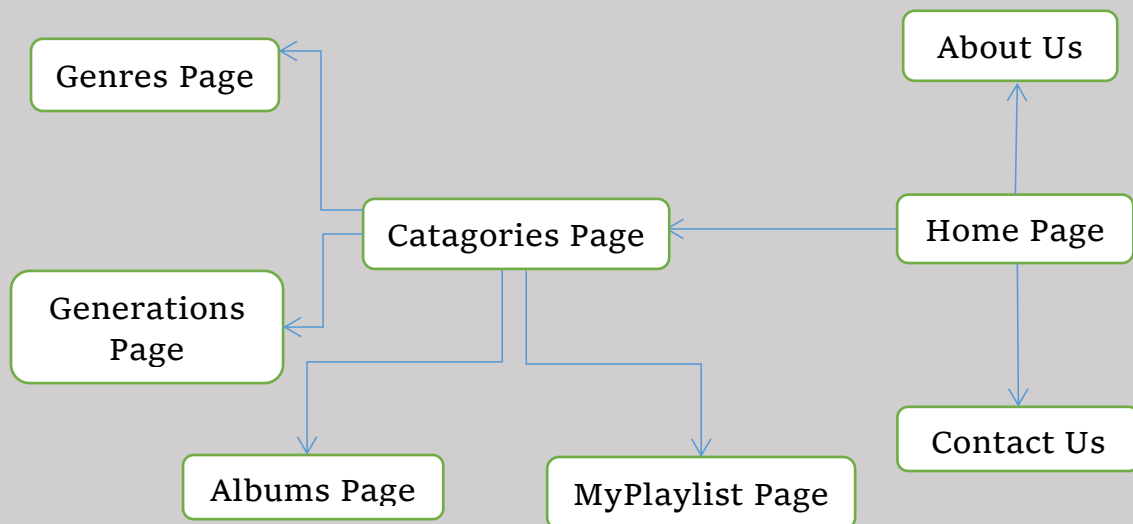 About Us
Genres Page
Home Page
Catagories Page
Generations
Page
Contact Us
Albums Page
MyPlaylist Page